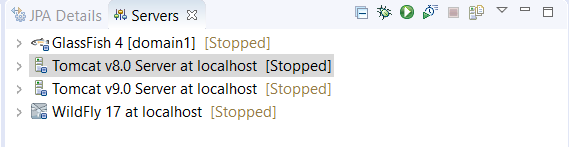 JPA Details Servers
GlassFish 4 [domain1] [Stopped]
Tomcat v8.0 Server at localhost [Stopped]
Tomcat v9.0 Server at localhost [Stopped]
WildFly 17 at localhost [Stopped]